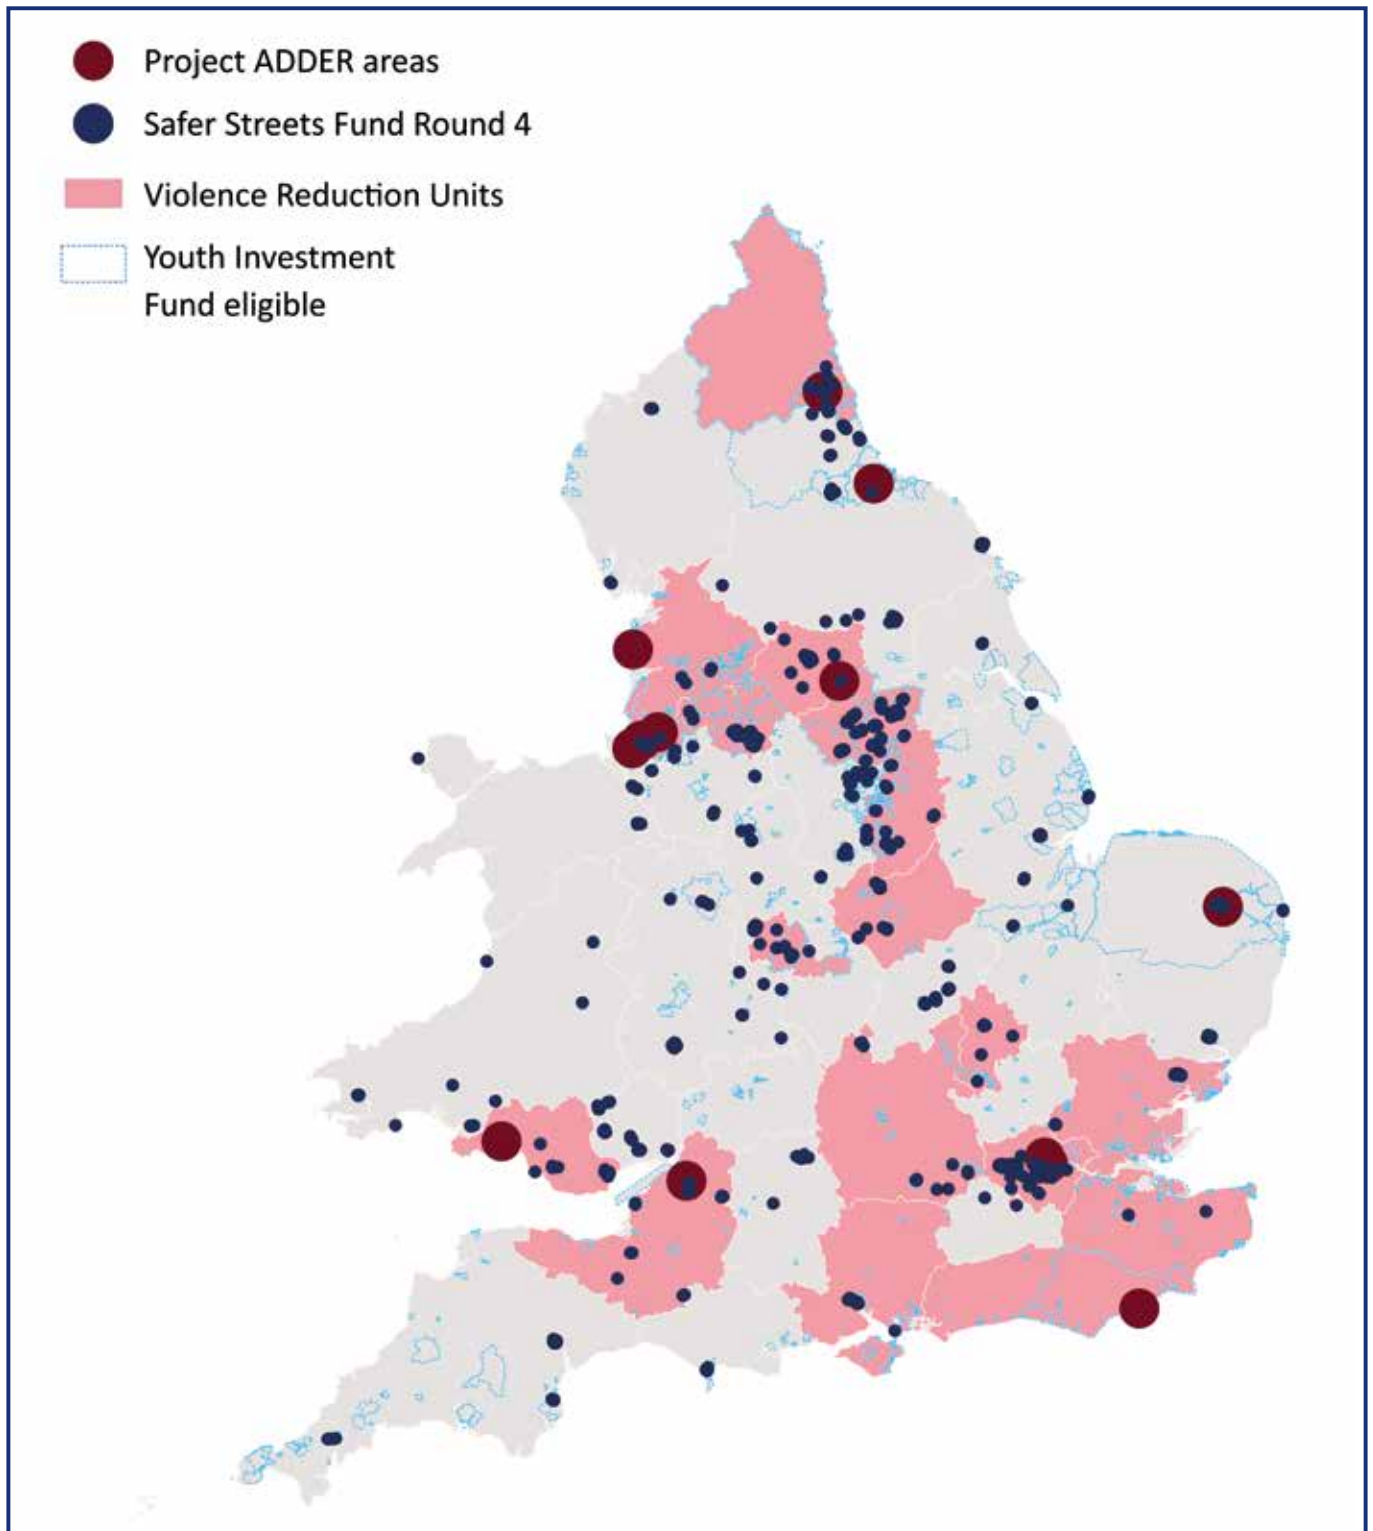 Project ADDER areas
Safer Streets Fund Round 4
Violence Reduction Units
Youth Investment
Fund eligible